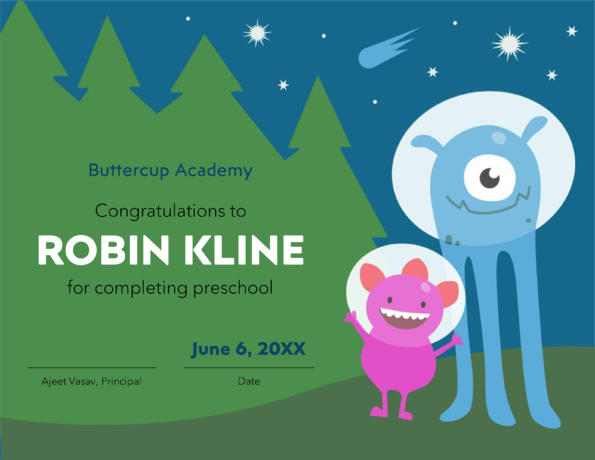 Buttercup Academy
Congratulations to
ROBIN KLINE
for completing preschool
June 6, 20XX
Ajeet Vasav, Principal
Date